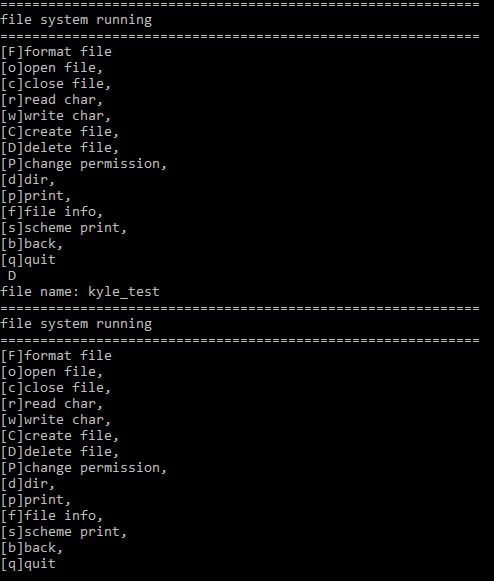 ============================================================
file system running
============================================================
[F]format file
[o]open file,
[c]close file,
[r]read char,
[w]write char,
[C]create file,
[D]delete file,
[P]change permission,
[d]dir,
[p]print,
[f]file info,
[s]scheme print,
[b]back,
[q]quit
 D
file name: kyle_test
============================================================
file system running
============================================================
[F]format file
[o]open file,
[c]close file,
[r]read char,
[w]write char,
[C]create file,
[D]delete file,
[P]change permission,
[d]dir,
[p]print,
[f]file info,
[s]scheme print,
[b]back,
[q]quit